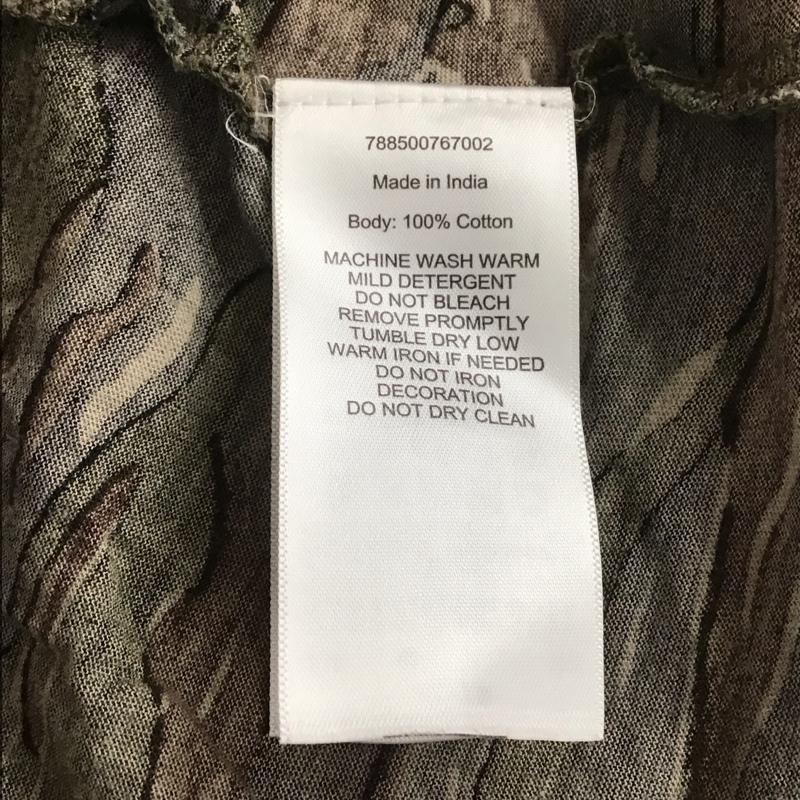 788500767002
Made in India
Body: 100% Cotton
MACHINE WASH WARM
MILD DETERGENT
DO NOT BLEACH
REMOVE PROMPTLY
TUMBLE DRY LOW
WARM IRON IF NEEDED
DO NOT IRON
DECORATION
DO NOT DRY CLEAN